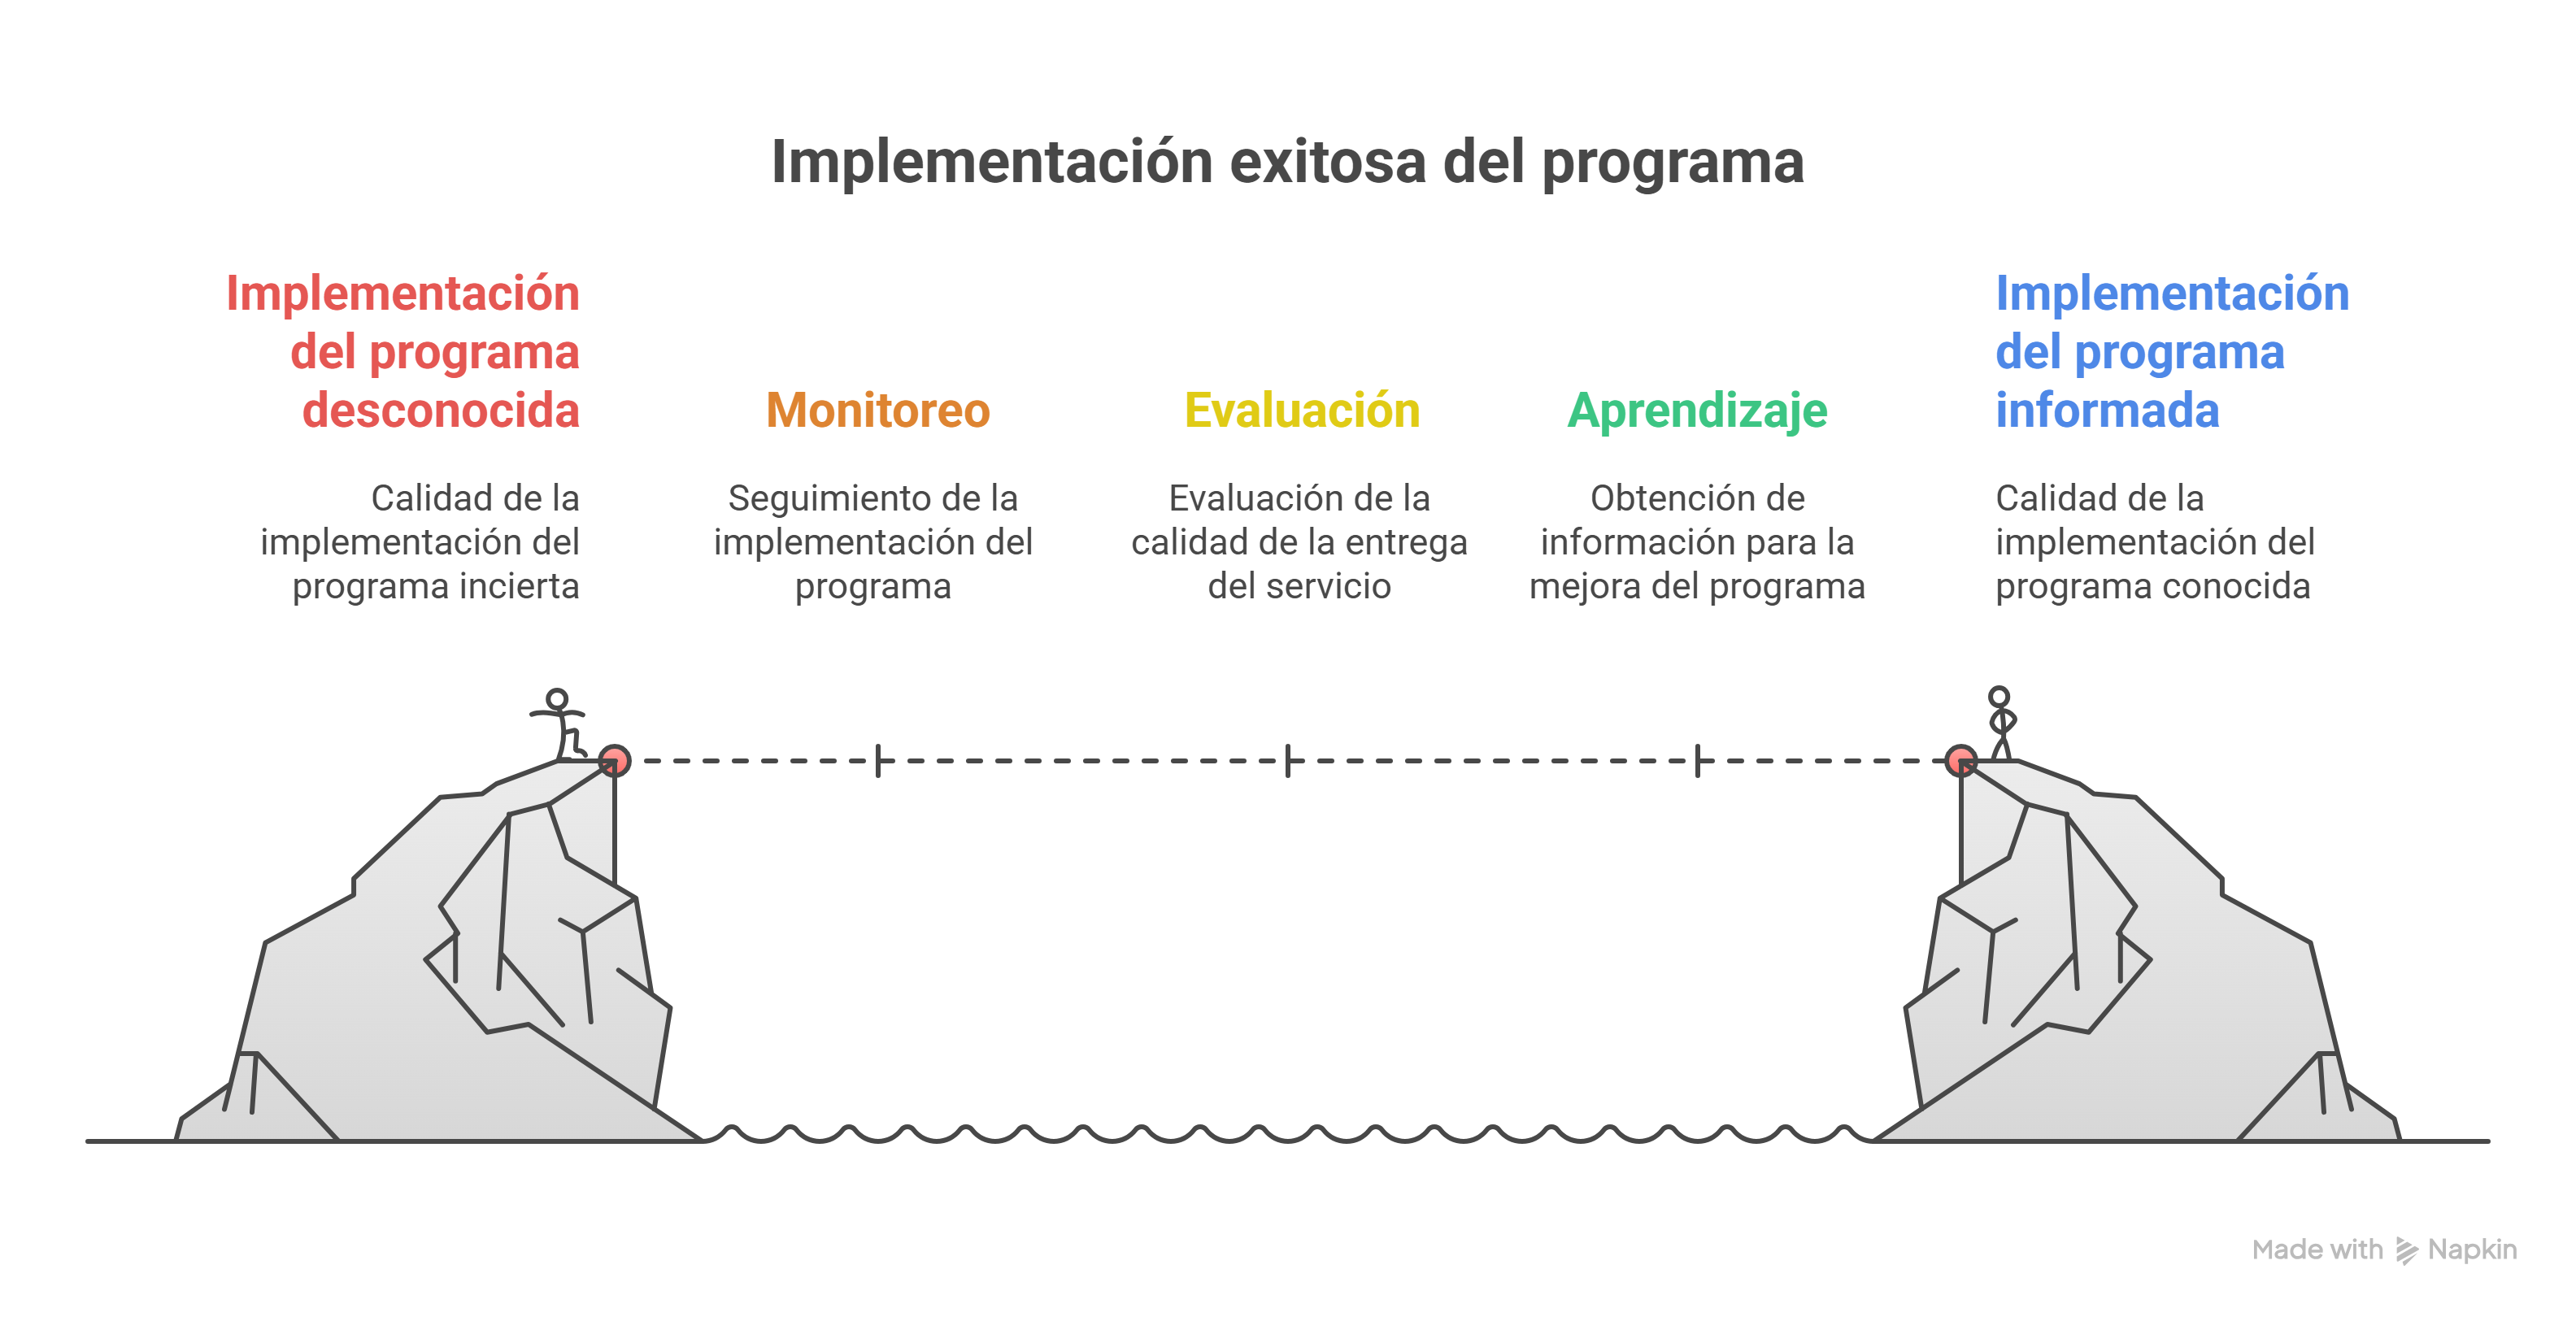 Implementación exitosa del programa
Implementación
del programa
desconocida
Calidad de la
implementación del
programa incierta
Monitoreo
Seguimiento de la
implementación del
programa
Evaluación
Evaluación de la
calidad de la entrega
del servicio
Aprendizaje
Obtención de
información para la
mejora del programa
Implementación
del programa
informada
Calidad de la
implementación del
programa conocida
Made with Napkin